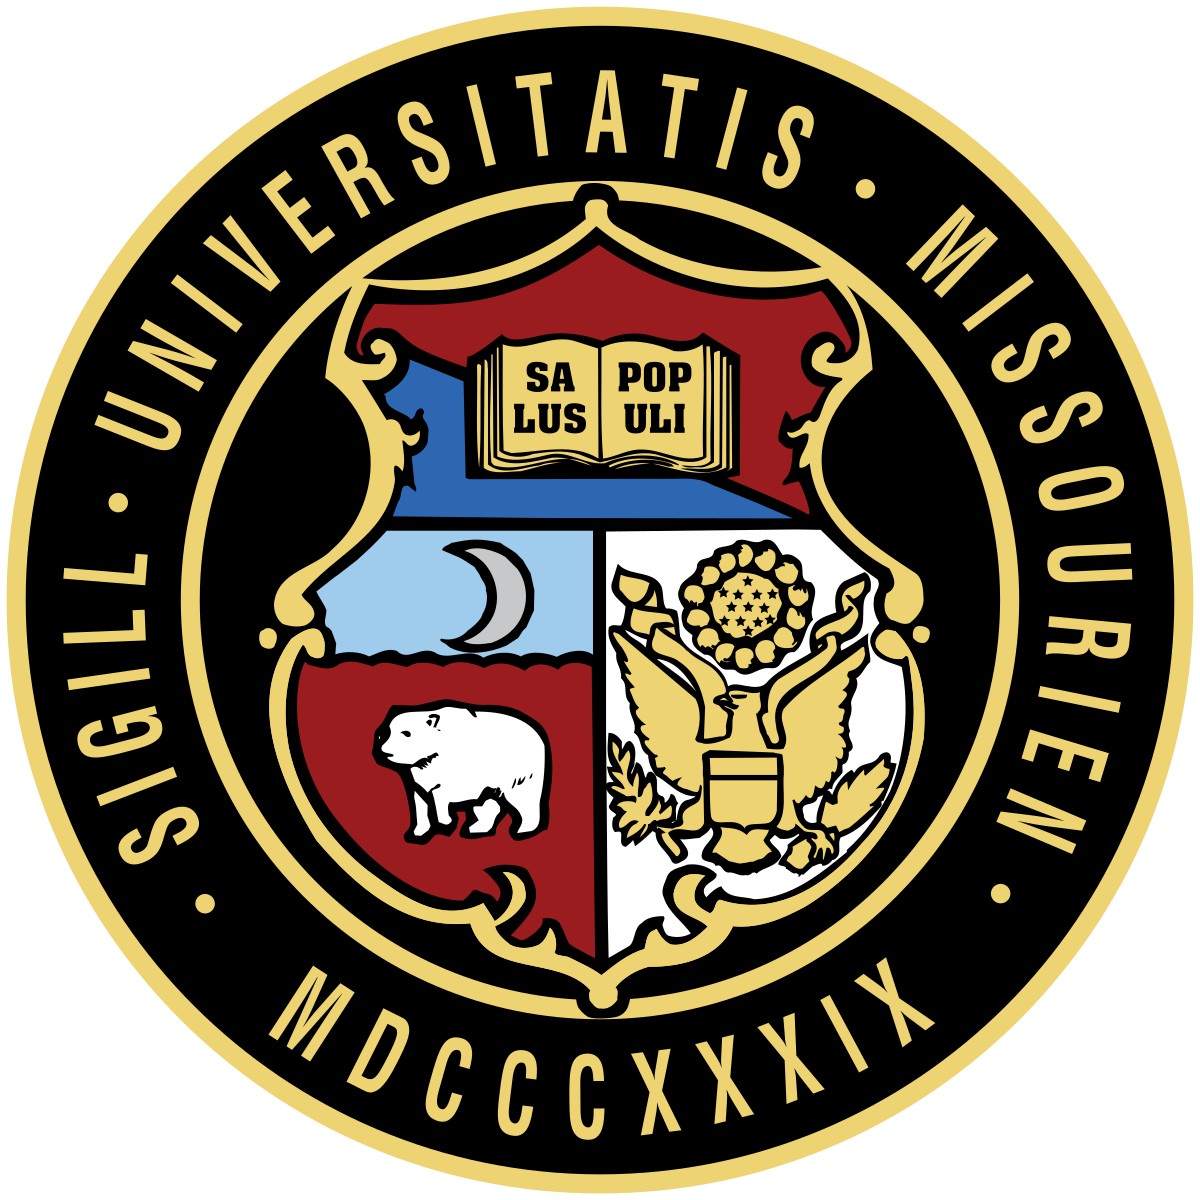 SIGILL · UNIVERSITATIS · MISSOURIEN ·
MDCCCXXXIX ·
SA POP
LUS ULI